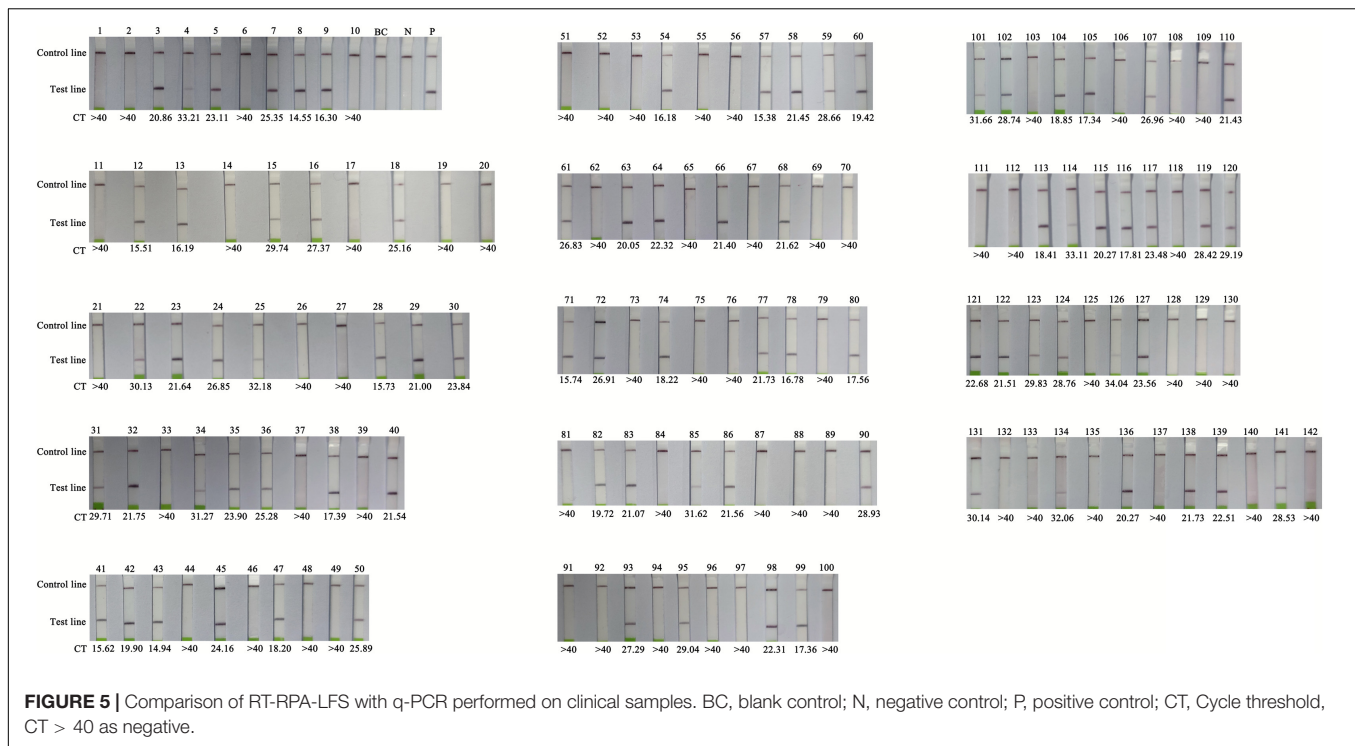 1 2 3 4 5 6 7 8 9 10 BC N P
Control line
Test line
CT >40 >40 20.86 33.21 23.11 >40 25.35 14.55 16.30 >40
11 12 13 14 15 16 17 18 19 20
Control line
Test line
CT >40 15.51 16.19 >40 29.74 27.37 >40 25.16 >40 >40
21 22 23 24 25 26 27 28 29 30
Control line
Test line
CT >40 30.13 21.64 26.85 32.18 >40 >40 15.73 21.00 23.84
31 32 33 34 35 36 37 38 39 40
Control line
Test line
CT 29.71 21.75 >40 31.27 23.90 25.28 >40 17.39 >40 21.54
41 42 43 44 45 46 47 48 49 50
Control line
Test line
CT 15.62 19.90 14.94 >40 24.16 >40 18.20 >40 >40 25.89
51 52 53 54 55 56 57 58 59 60
>40 >40 >40 16.18 >40 >40 15.38 21.45 28.66 19.42
61 62 63 64 65 66 67 68 69 70
26.83 >40 20.05 22.32 >40 21.40 >40 21.62 >40 >40
71 72 73 74 75 76 77 78 79 80
15.74 26.91 >40 18.22 >40 >40 21.73 16.78 >40 17.56
81 82 83 84 85 86 87 88 89 90
>40 19.72 21.07 >40 31.62 21.56 >40 >40 >40 28.93
91 92 93 94 95 96 97 98 99 100
>40 >40 27.29 >40 29.04 >40 >40 22.31 17.36 >40
101 102 103 104 105 106 107 108 109 110
31.66 28.74 >40 18.85 17.34 >40 26.96 >40 >40 21.43
111 112 113 114 115 116 117 118 119 120
>40 >40 18.41 33.11 20.27 17.81 23.48 >40 28.42 29.19
121 122 123 124 125 126 127 128 129 130
22.68 21.51 29.83 28.76 >40 34.04 23.56 >40 >40 >40
131 132 133 134 135 136 137 138 139 140 141 142
30.14 >40 >40 32.06 >40 20.27 >40 21.73 22.51 >40 28.53 >40
FIGURE 5 | Comparison of RT-RPA-LFS with q-PCR performed on clinical samples. BC, blank control; N, negative control; P, positive control; CT, Cycle threshold,
CT > 40 as negative.